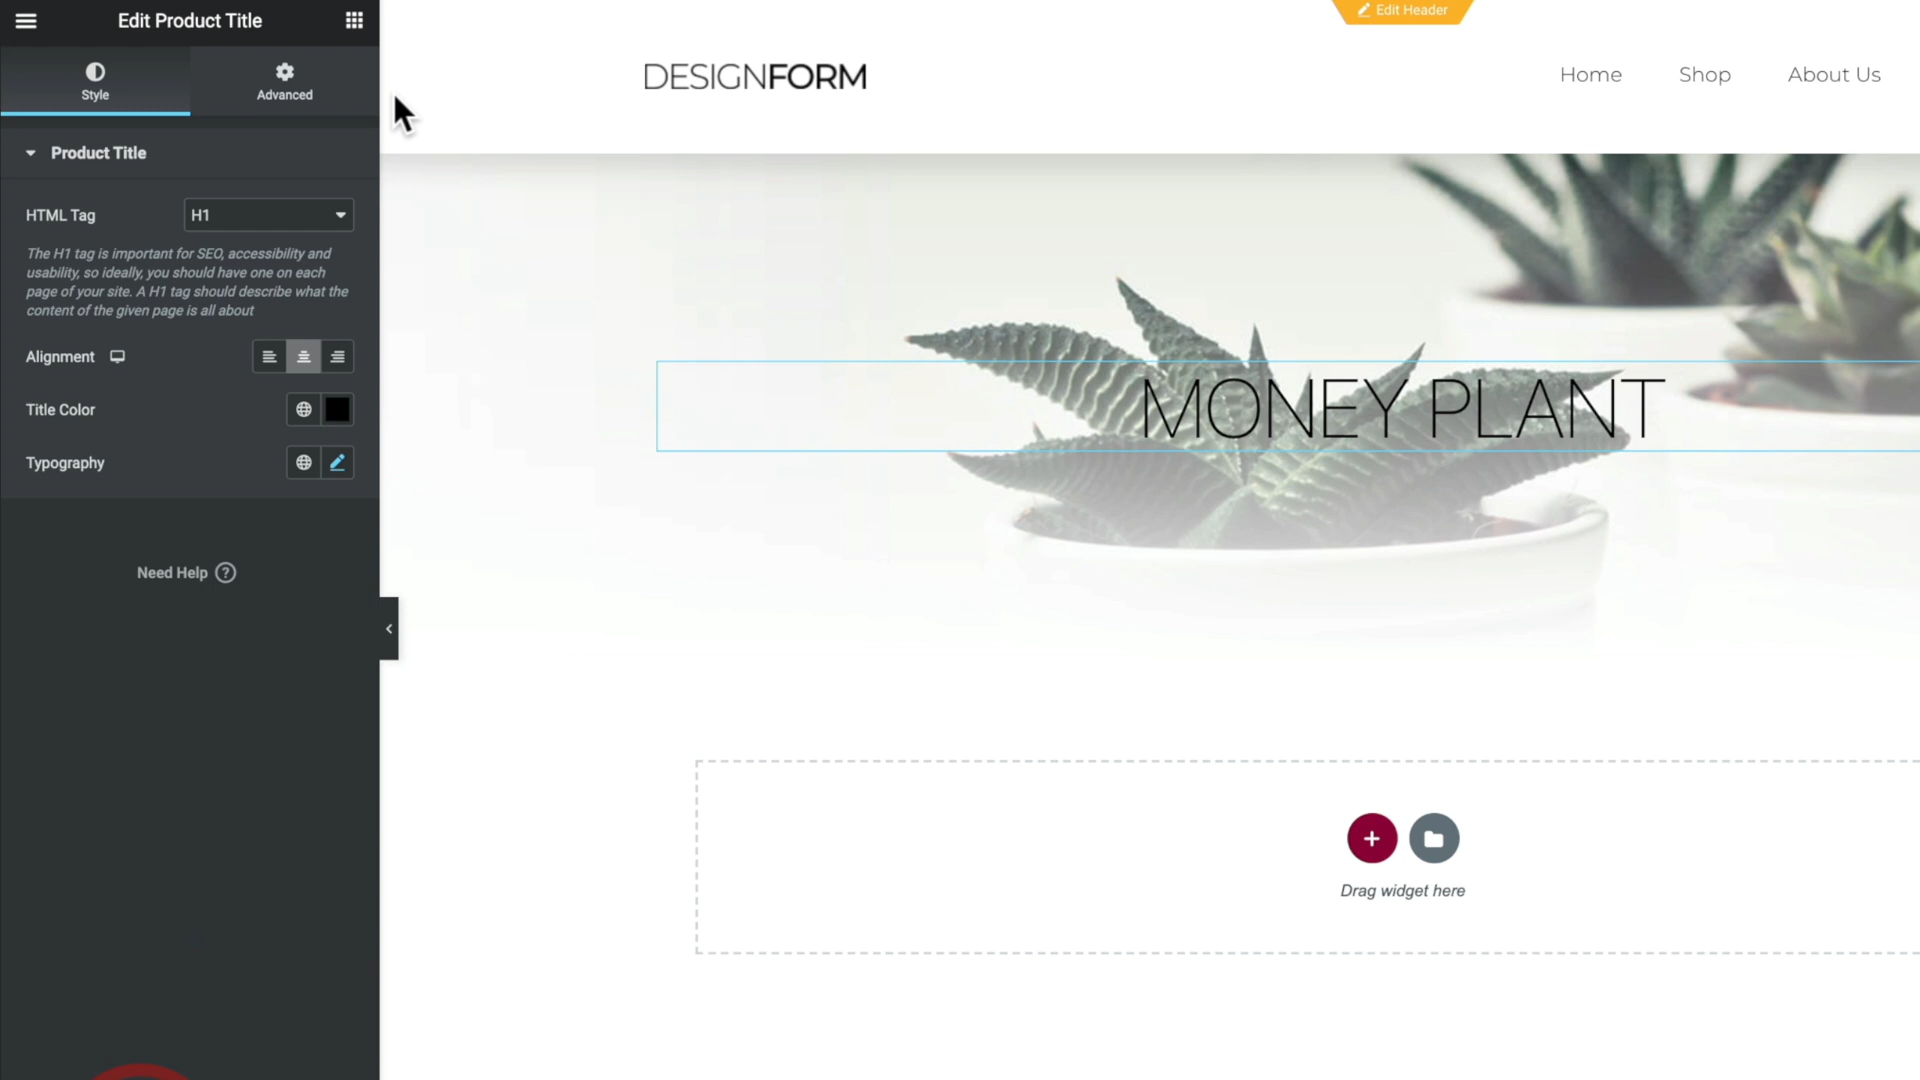 Edit Product Title
Style
Advanced
Product Title
HTML Tag
H1
The H1 tag is important for SEO, accessibility and
usability, so ideally, you should have one on each
page of your site. A H1 tag should describe what the
content of the given page is all about
Alignment
Title Color
Typography
Need Help ?
Edit Header
DESIGNFORM
Home
Shop
About Us
MONEY PLANT
Drag widget here